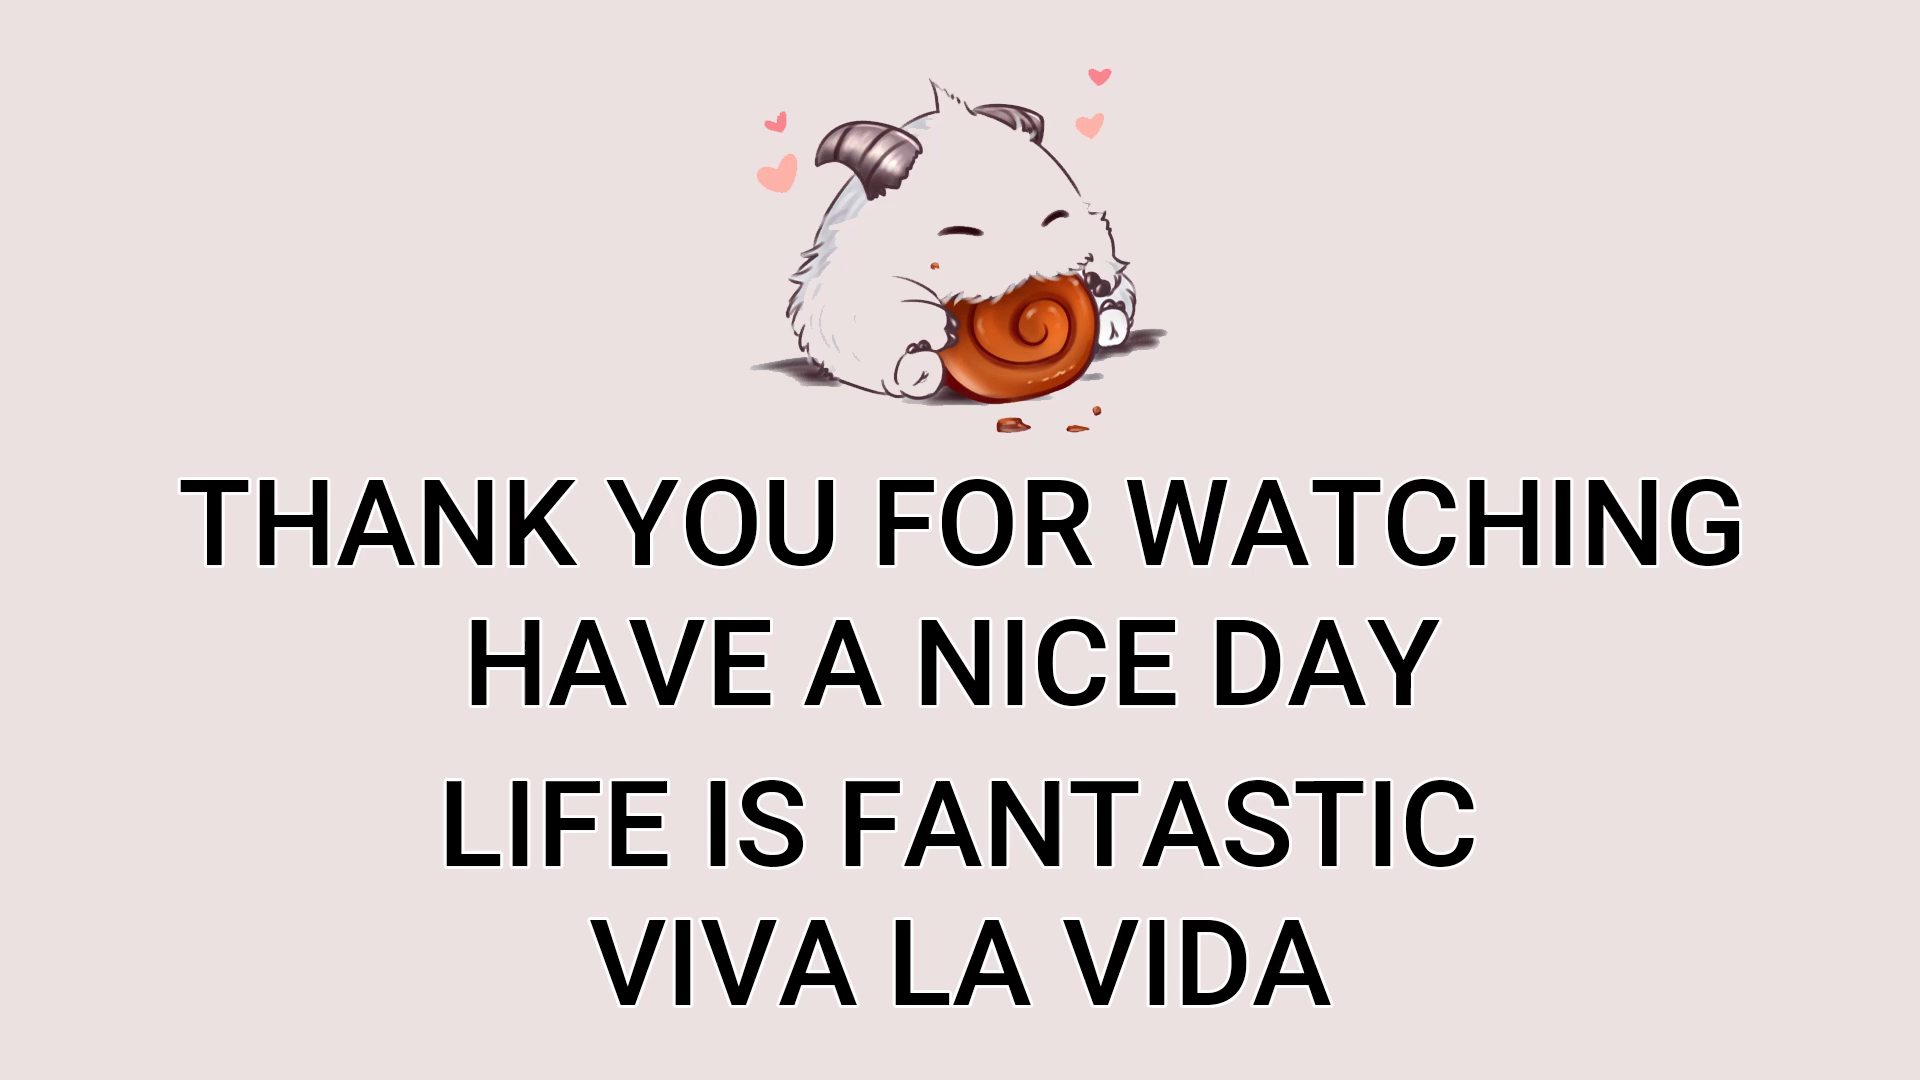 THANK YOU FOR WATCHING
HAVE A NICE DAY
LIFE IS FANTASTIC
VIVA LA VIDA